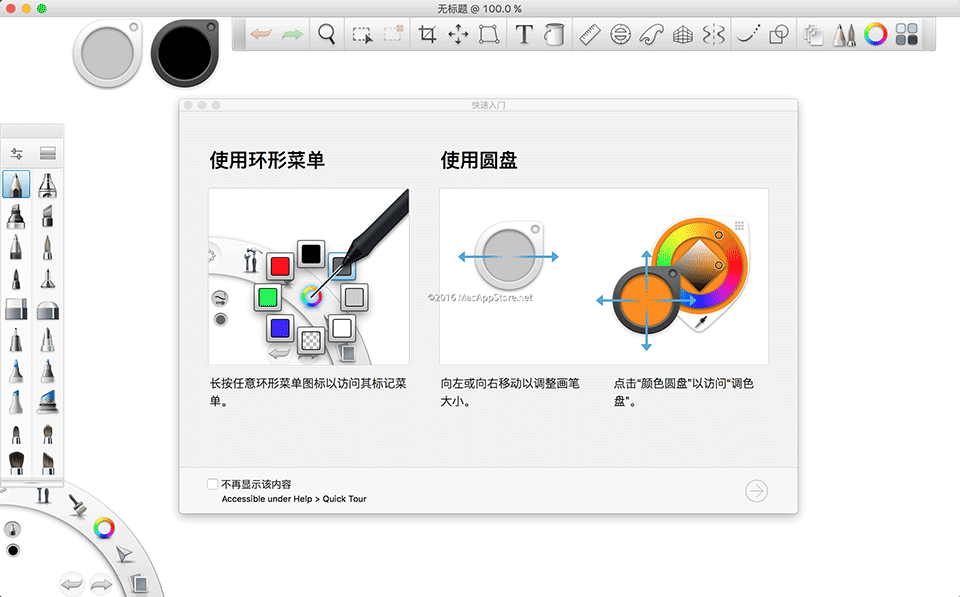 无标题 @ 100.0 %
快速入门
使用环形菜单
使用圆盘
©2016 MacAppStore.net
长按任意环形菜单图标以访问其标记菜
单。
向左或向右移动以调整画笔
大小。
点击“颜色圆盘”以访问“调色
盘”。
不再显示该内容
Accessible under Help > Quick Tour